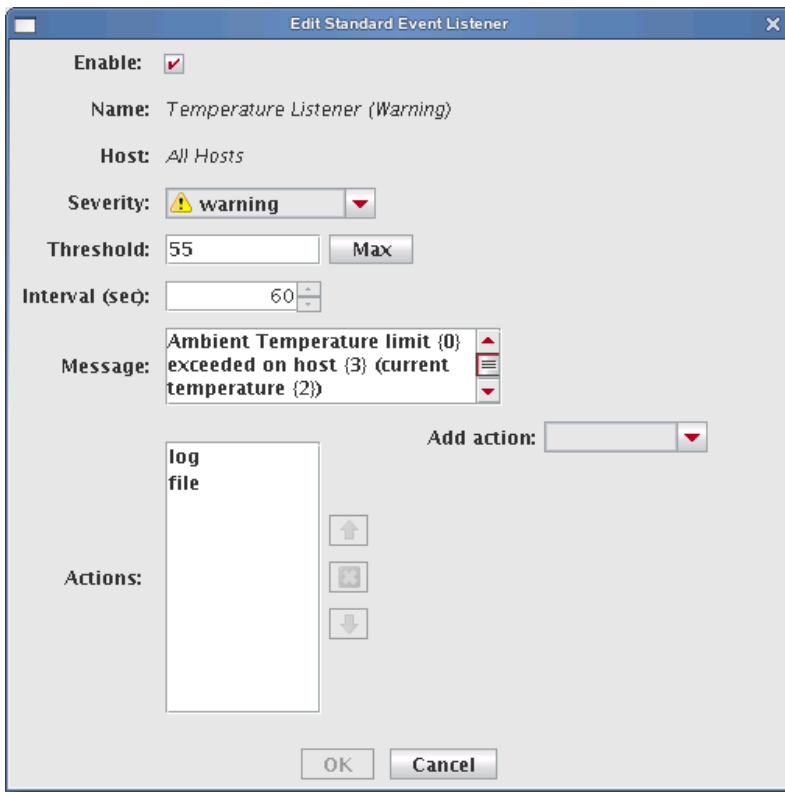 Edit Standard Event Listener
Enable:
Name: Temperature Listener (Warning)
Host: All Hosts
Severity: warning
Threshold: 55 Max
Interval (sec): 60
Message: Ambient Temperature limit {0}
exceeded on host {3} (current
temperature {2})
Add action:
log
file
Actions:
OK Cancel